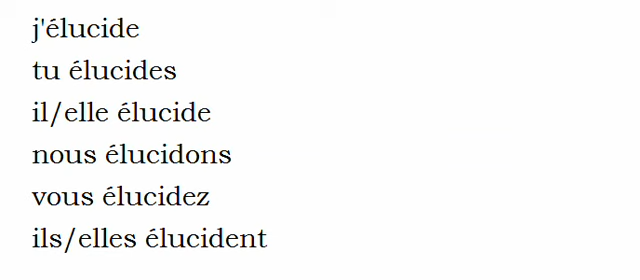 j'élucide
tu élucides
il/elle élucide
nous élucidons
vous élucidez
ils/elles élucident